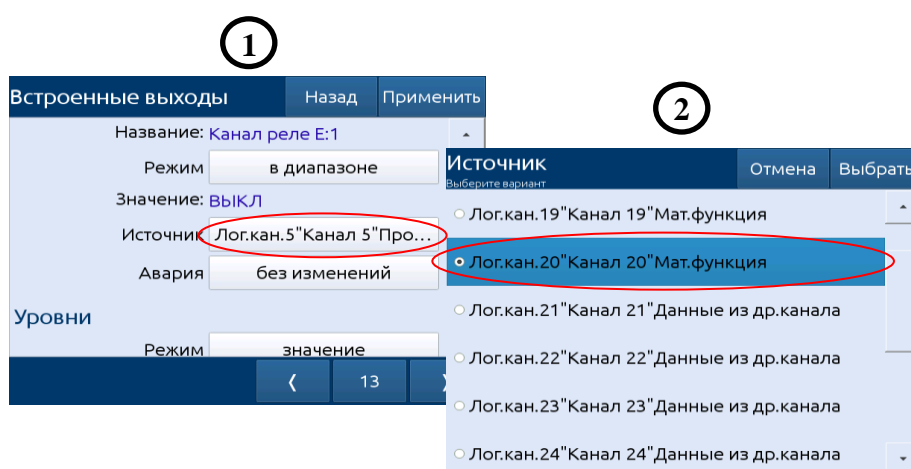 1
Встроенные выходы
Назад
Применить
Название: Канал реле E:1
Режим в диапазоне
Значение: ВЫКЛ
Источник Лог.кан.5"Канал 5"Про...
Авария без изменений
Уровни
Режим значение
13
2
Источник
Выберите вариант
Отмена
Выбрать
Лог.кан.19"Канал 19"Мат.функция
Лог.кан.20"Канал 20"Мат.функция
Лог.кан.21"Канал 21"Данные из др.канала
Лог.кан.22"Канал 22"Данные из др.канала
Лог.кан.23"Канал 23"Данные из др.канала
Лог.кан.24"Канал 24"Данные из др.канала